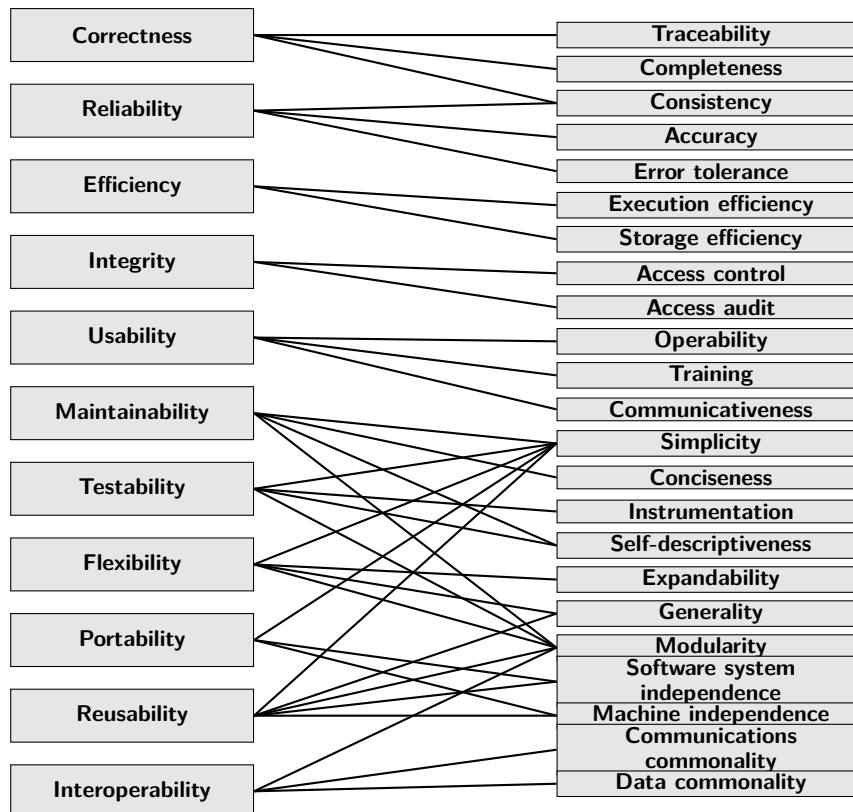 Correctness
Reliability
Efficiency
Integrity
Usability
Maintainability
Testability
Flexibility
Portability
Reusability
Interoperability
Traceability
Completeness
Consistency
Accuracy
Error tolerance
Execution efficiency
Storage efficiency
Access control
Access audit
Operability
Training
Communicativeness
Simplicity
Conciseness
Instrumentation
Self-descriptiveness
Expandability
Generality
Modularity
Software system
independence
Machine independence
Communications
commonality
Data commonality